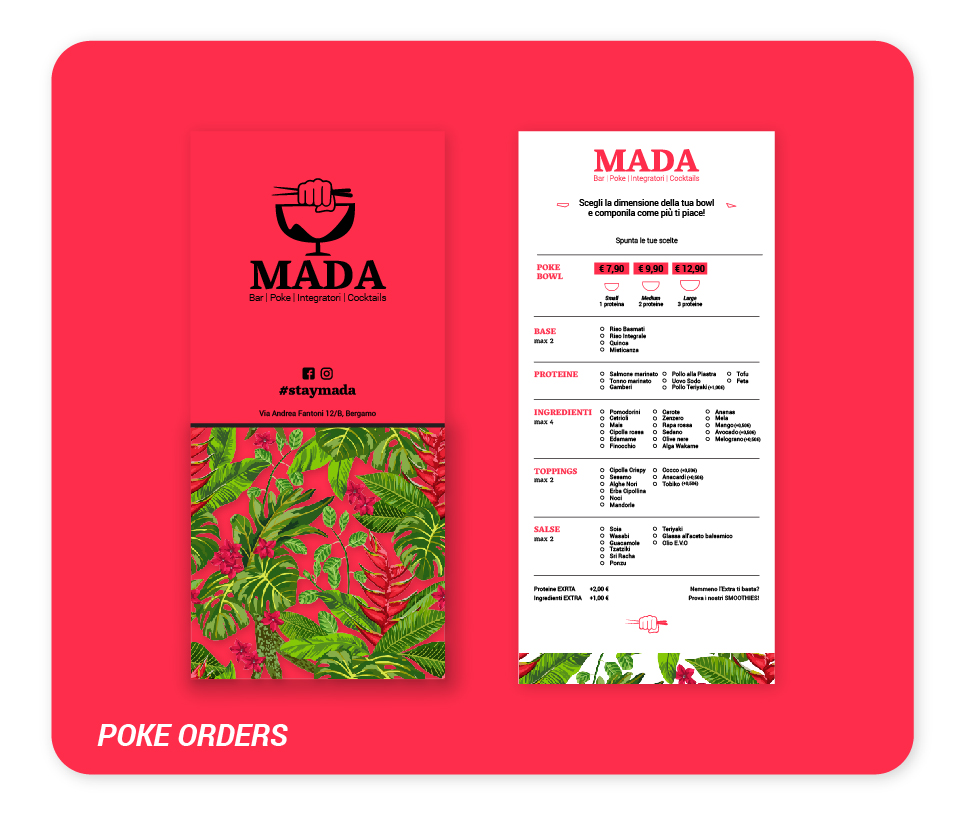 MADA
Bar | Poke | Integratori | Cocktails
#staymada
Via Andrea Fantoni 12/B, Bergamo
MADA
Bar | Poke | Integratori | Cocktails
Scegli la dimensione della tua bowl
e componila come più ti piace!
Spunta le tue scelte
POKE BOWL
€ 7,90 € 9,90 € 12,90
Small Medium Large
1 proteina 2 proteine 3 proteine
BASE
max 2
Riso Basmati
Riso Integrale
Quinoa
Misticanza
PROTEINE
Salmone marinato Pollo alla Piastra Tofu
Tonno marinato Uovo Sodo Feta
Gamberi Pollo Teriyaki (+1,00$)
INGREDIENTI
max 4
Pomodorini Carote Ananas
Cetrioli Zenzero Mela
Mais Rapa rossa Mango (+0,50$)
Cipolla rossa Sedano Avocado (+0,50$)
Edamame Olive nere Melograno (+0,50$)
Finocchio Alga Wakame
TOPPINGS
max 2
Cipolle Crispy Cocco (+0,50$)
Sesamo Anacardi (+0,50$)
Alghe Nori Tobiko (+0,50$)
Erba Cipollina
Noci
Mandorle
SALSE
max 2
Soia Teriyaki
Wasabi Glassa all'aceto balsamico
Guacamole Olio E.V.O
Tzatziki
Sri Racha
Ponzu
Proteine EXRTA +2,00 € Nemmeno l'Extra ti basta?
Ingredienti EXTRA +1,00 € Prova i nostri SMOOTHIES!
POKE ORDERS